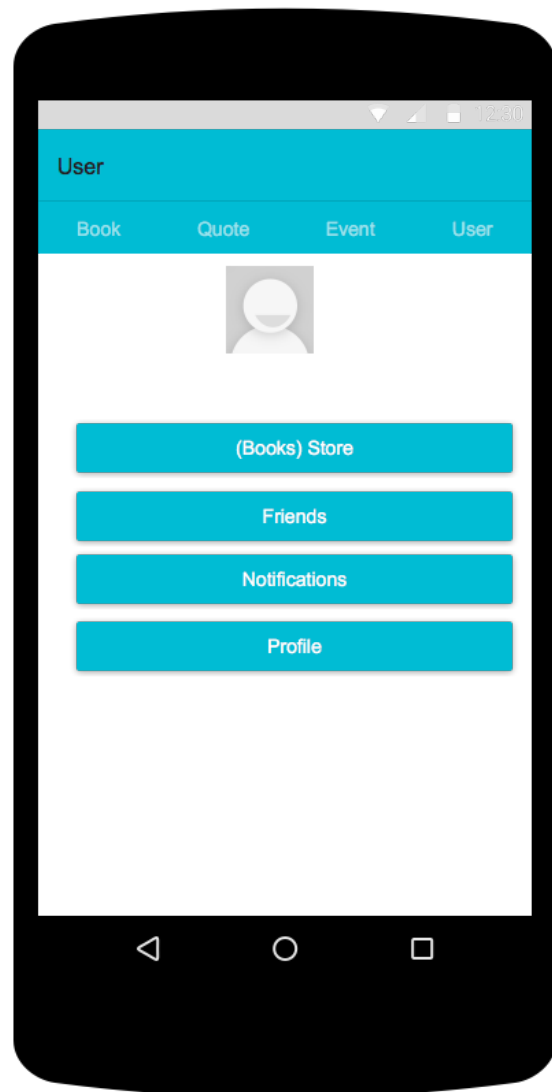 12:30
User
Book Quote Event User
(Books) Store
Friends
Notifications
Profile